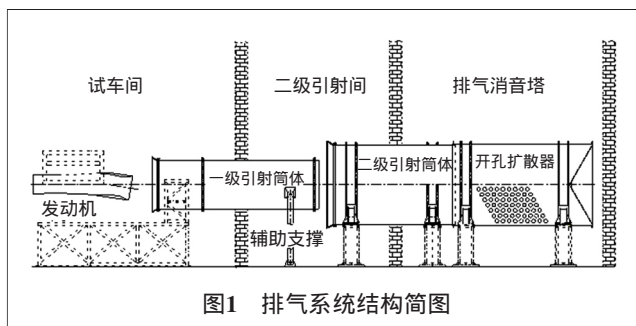 试车间 二级引射间 排气消音塔
一级引射筒体 二级引射筒体 开孔扩散器
发动机
辅助支撑
图1 排气系统结构简图